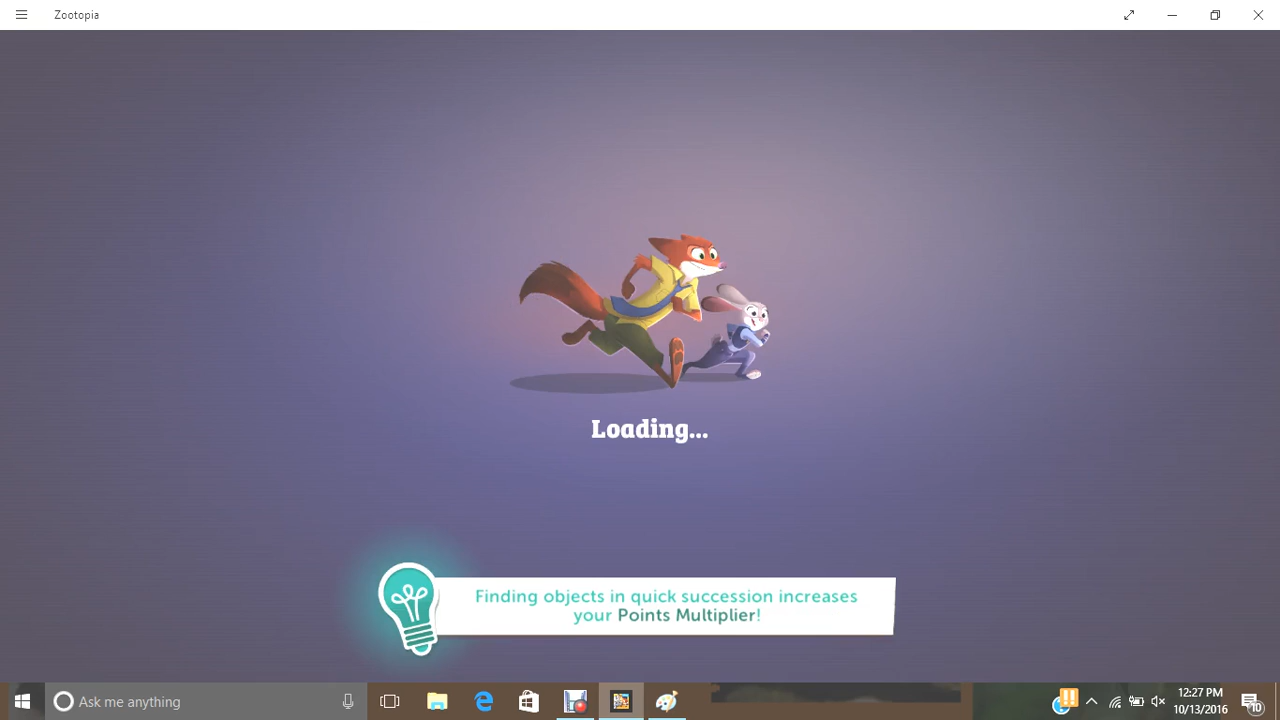 Zootopia
Loading...
Finding objects in quick succession increases
your Points Multiplier!
Ask me anything
12:27 PM
10/13/2016
10